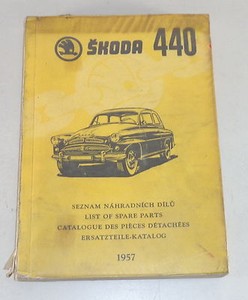 ŠKODA 440
SEZNAM NÁHRADNÍCH DÍLŮ
LIST OF SPARE PARTS
CATALOGUE DES PIÈCES DÉTACHÉES
ERSATZTEILE-KATALOG
1957